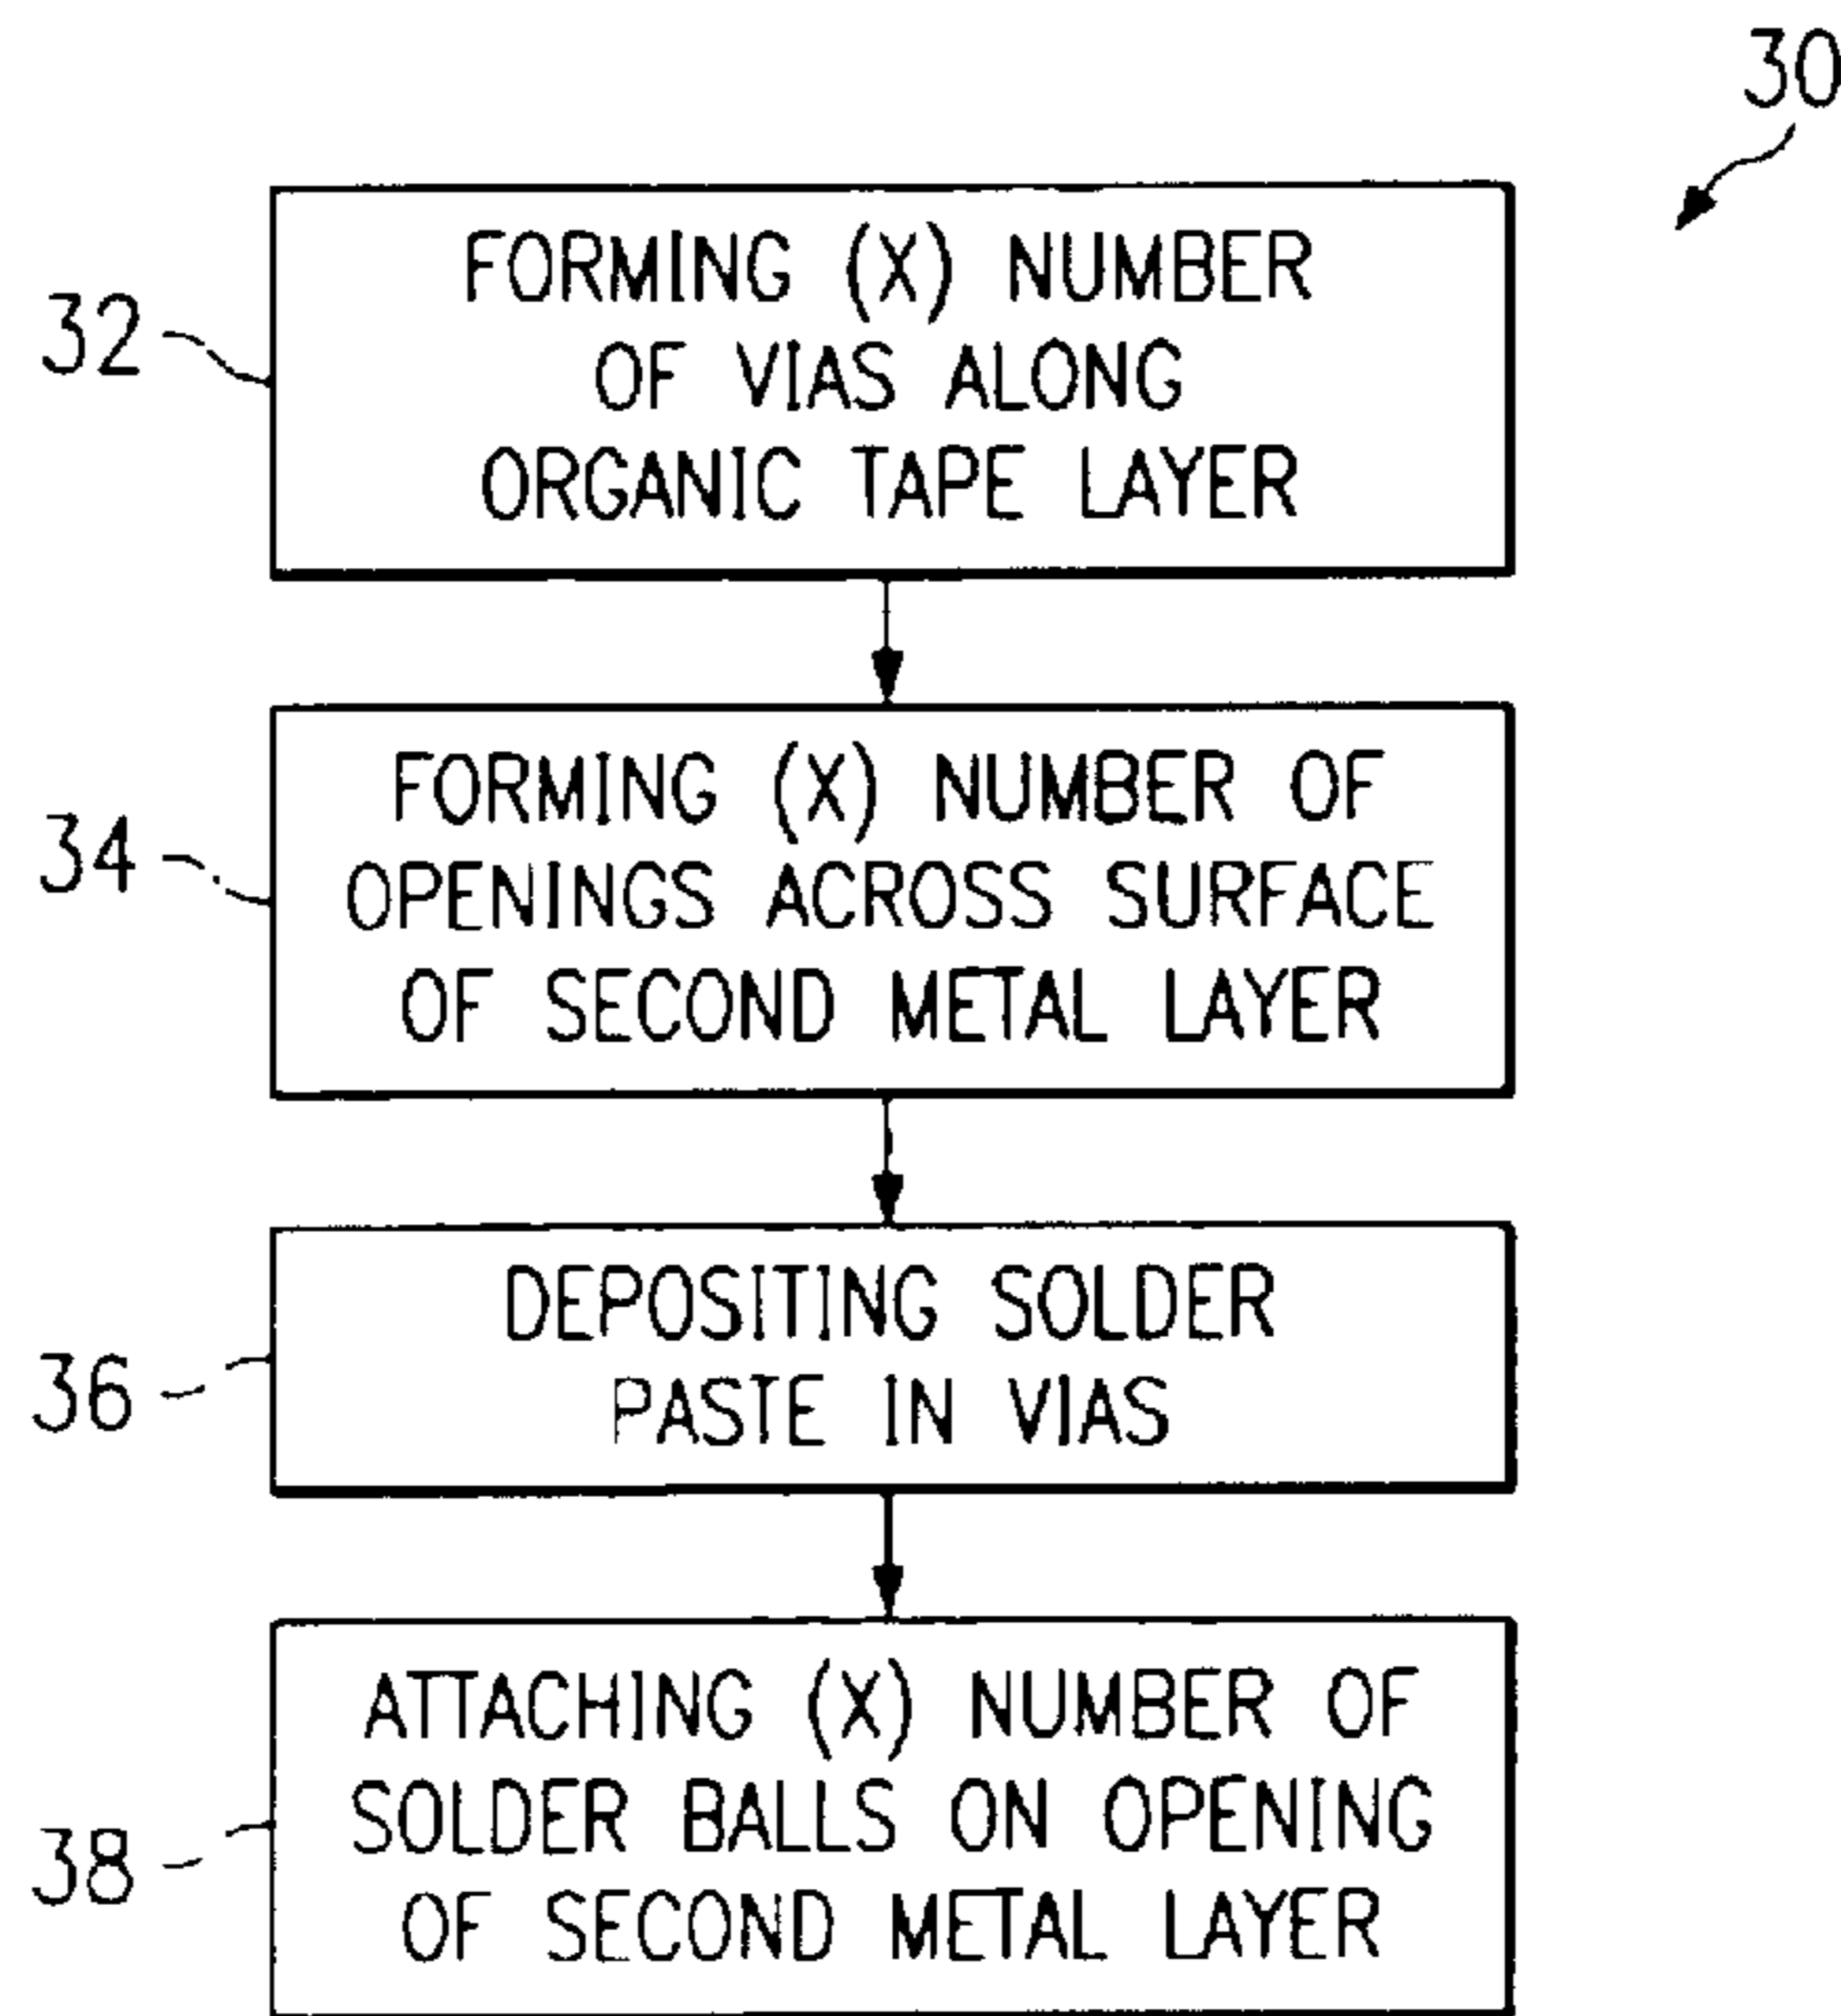 30
32
FORMING (X) NUMBER
OF VIAS ALONG
ORGANIC TAPE LAYER
34
FORMING (X) NUMBER OF
OPENINGS ACROSS SURFACE
OF SECOND METAL LAYER
36
DEPOSITING SOLDER
PASTE IN VIAS
38
ATTACHING (X) NUMBER OF
SOLDER BALLS ON OPENING
OF SECOND METAL LAYER